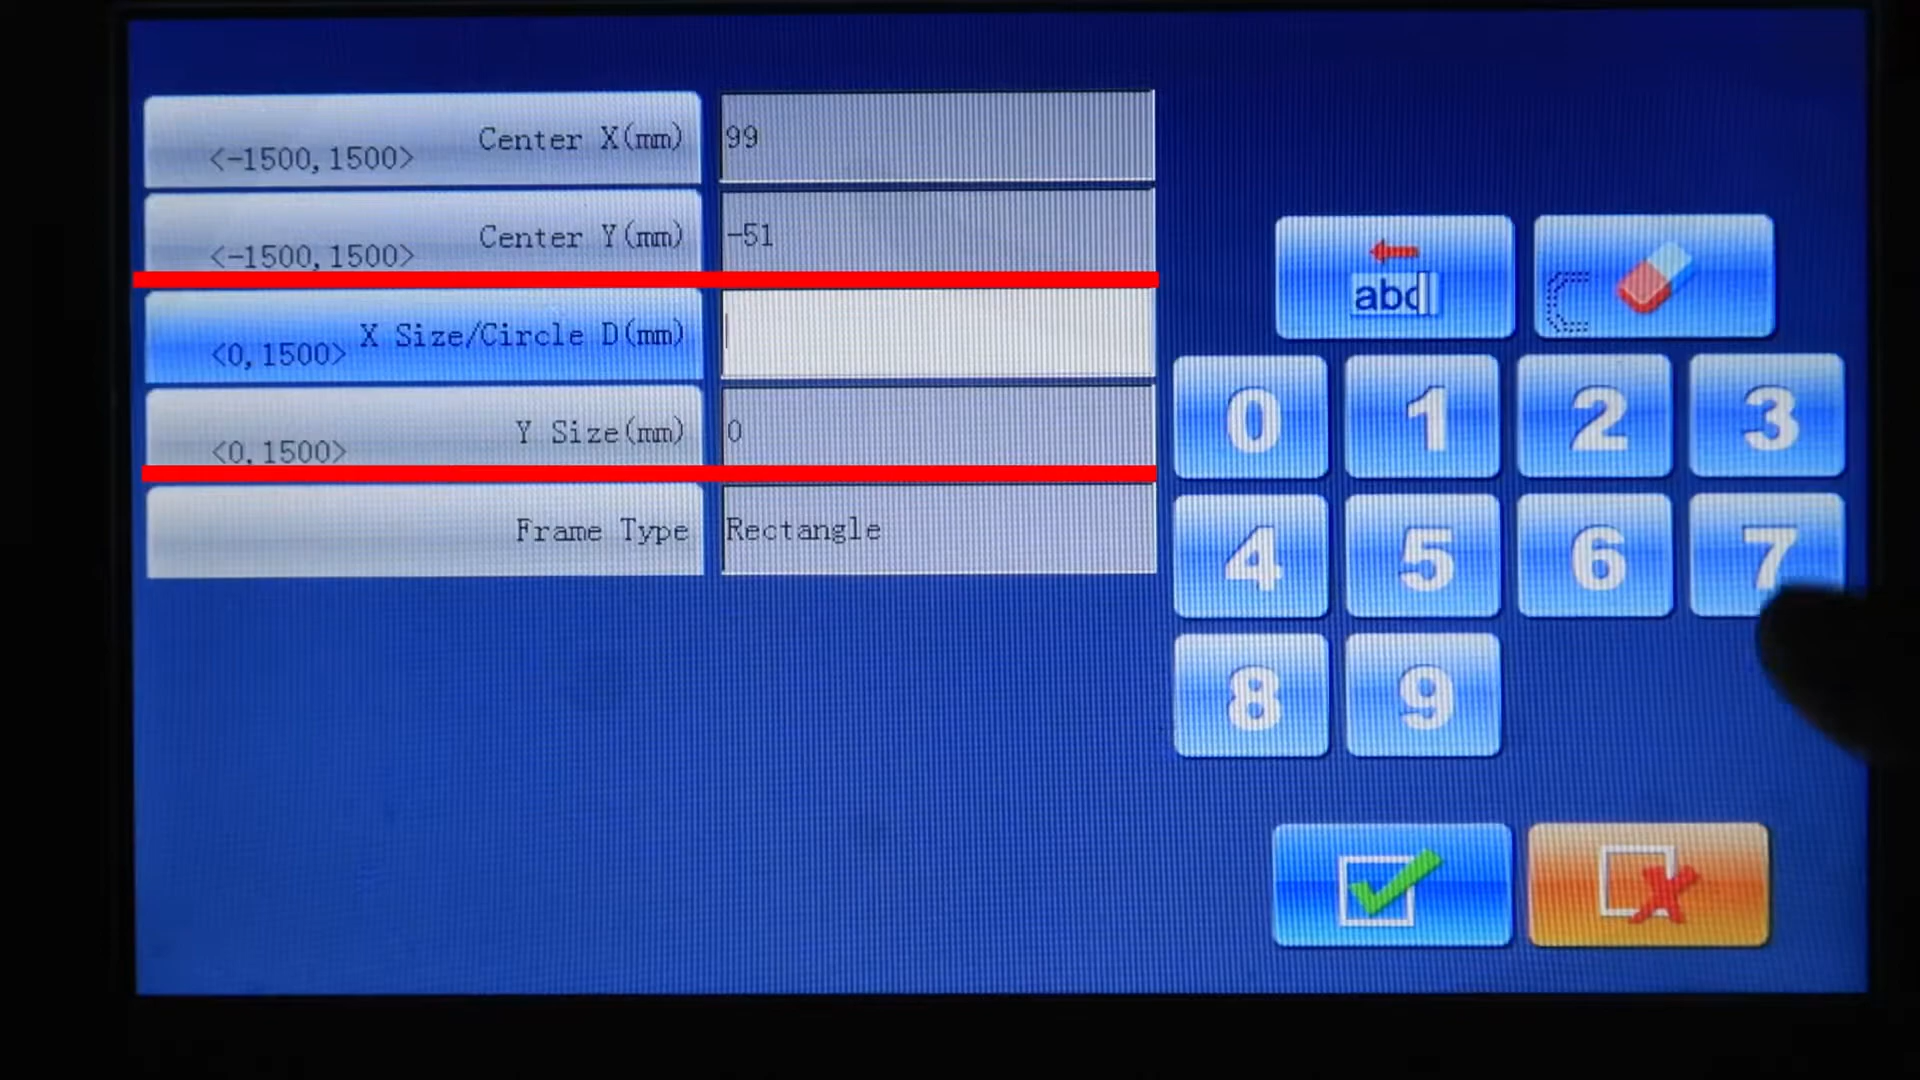 Center X(mm) 99
<-1500,1500>
Center Y(mm) -51
<-1500,1500>
X Size/Circle D(mm)
<0,1500>
Y Size(mm) 0
<0,1500>
Frame Type Rectangle
abc
0 1 2 3
4 5 6 7
8 9